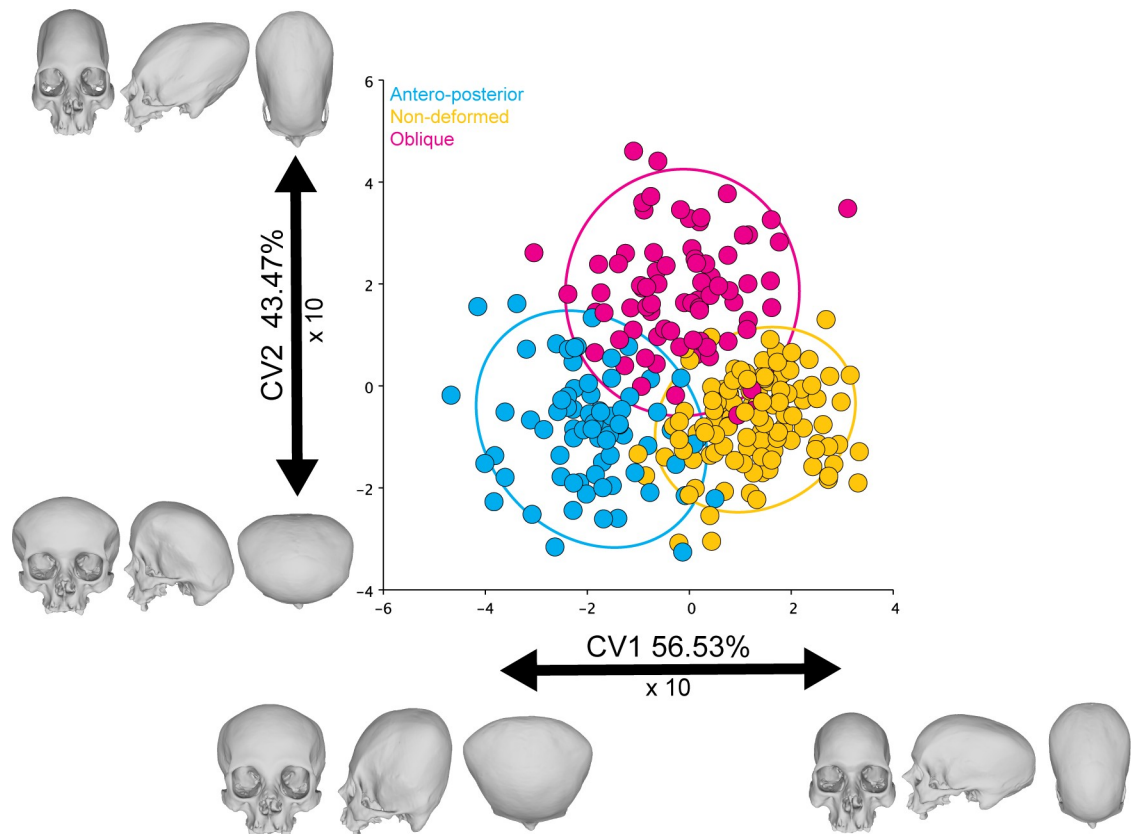 6
Antero-posterior
Non-deformed
Oblique
4
CV2 43.47%
x 10
2
0
−2
−4
−6 −4 −2 0 2 4
CV1 56.53%
x 10